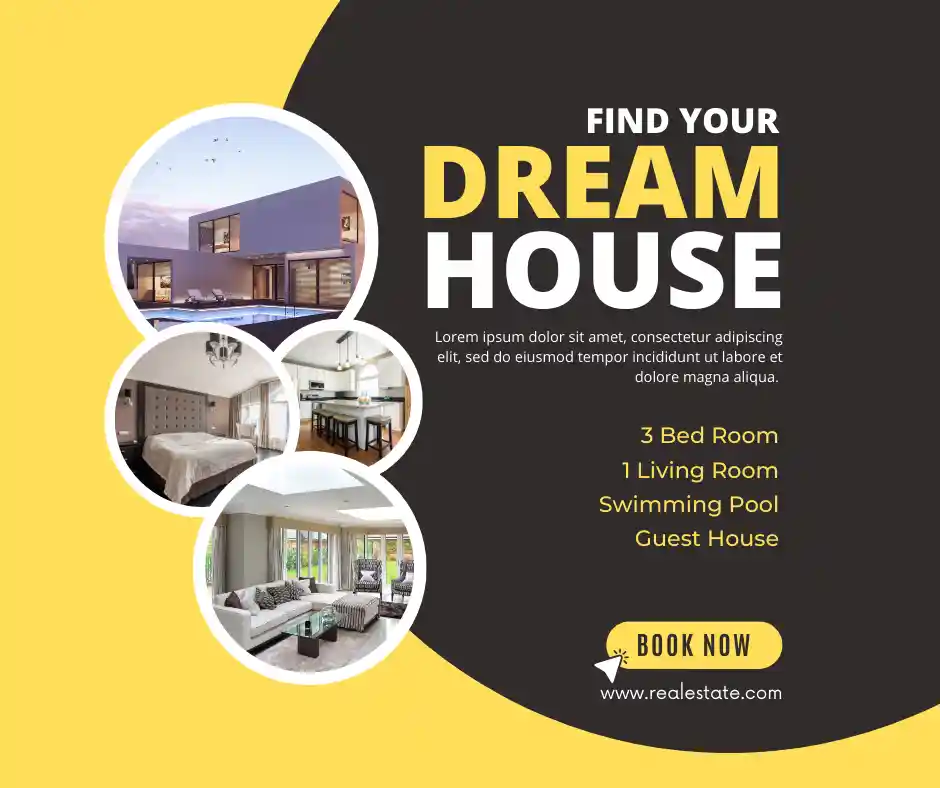 FIND YOUR
DREAM
HOUSE
Lorem ipsum dolor sit amet, consectetur adipiscing
elit, sed do eiusmod tempor incididunt ut labore et
dolore magna aliqua.
3 Bed Room
1 Living Room
Swimming Pool
Guest House
BOOK NOW
www.realestate.com